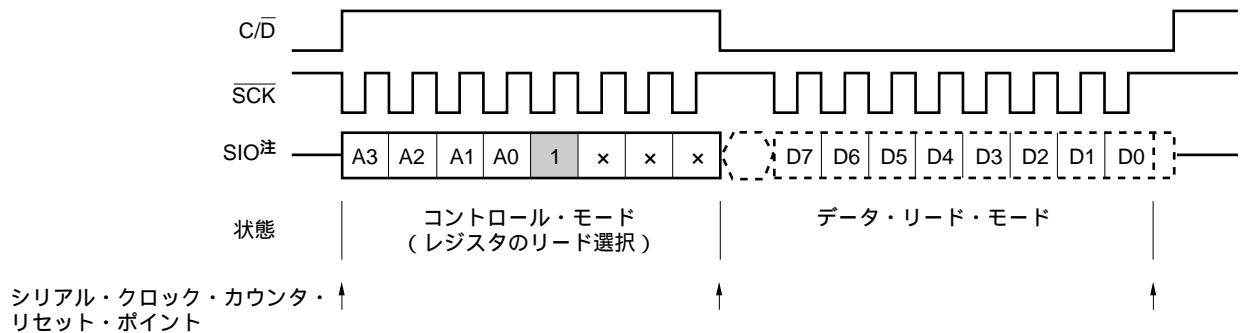 C/D̅
S̅C̅K̅
SIO注 A3 A2 A1 A0 1 × × × D7 D6 D5 D4 D3 D2 D1 D0
状態 コントロール・モード データ・リード・モード
（レジスタのリード選択）
シリアル・クロック・カウンタ・
リセット・ポイント